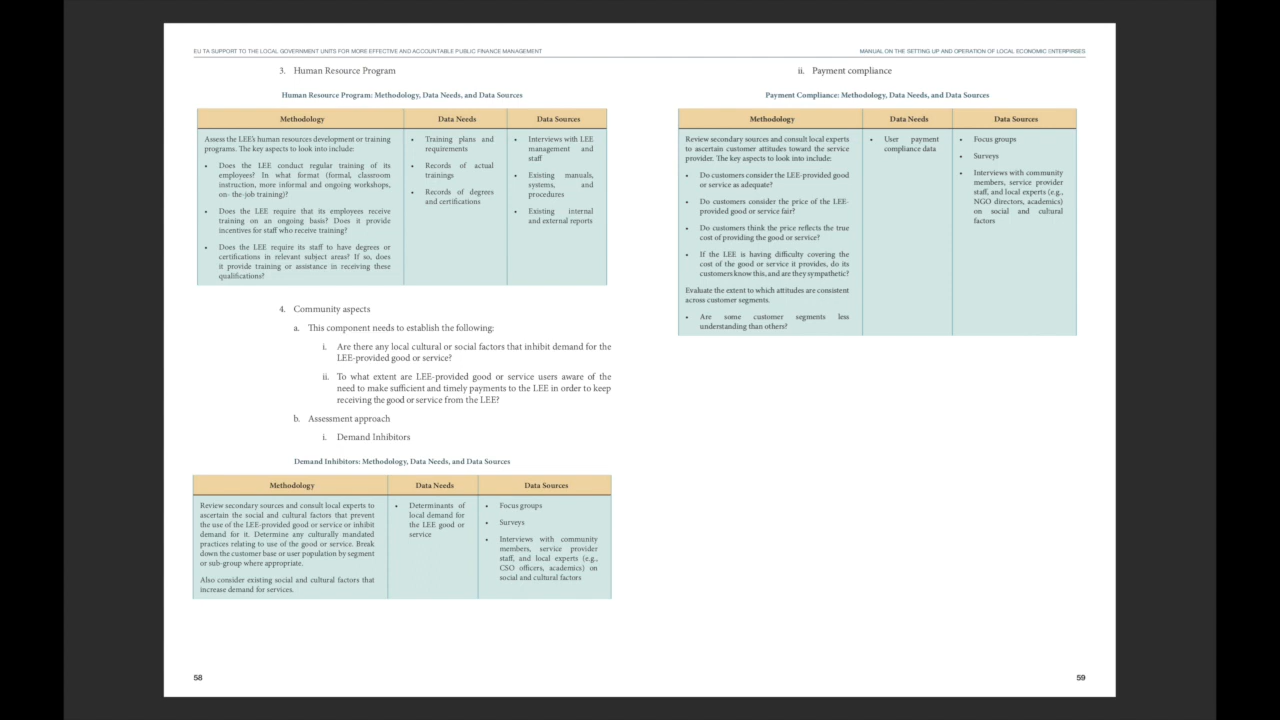 EU TA SUPPORT TO THE LOCAL GOVERNMENT UNITS FOR MORE EFFECTIVE AND ACCOUNTABLE PUBLIC FINANCE MANAGEMENT
3. Human Resource Program
Human Resource Program: Methodology, Data Needs, and Data Sources
Methodology
Data Needs
Data Sources
Assess the LEE's human resources development or training
programs. The key aspects to look into include:
• Does the LEE conduct regular training of its
employees? In what format (formal, classroom
instruction, more informal and ongoing workshops,
on- the-job training)?
• Does the LEE require that its employees receive
training on an ongoing basis? Does it provide
incentives for staff who receive training?
• Does the LEE require its staff to have degrees or
certifications in relevant subject areas? If so, does
it provide training or assistance in receiving these
qualifications?
• Training plans and
requirements
• Records of actual
trainings
• Records of degrees
and certifications
• Interviews with LEE
management and
staff
• Existing manuals,
systems, and
procedures
• Existing internal
and external reports
4. Community aspects
a. This component needs to establish the following:
i. Are there any local cultural or social factors that inhibit demand for the
LEE-provided good or service?
ii. To what extent are LEE-provided good or service users aware of the
need to make sufficient and timely payments to the LEE in order to keep
receiving the good or service from the LEE?
b. Assessment approach
i. Demand Inhibitors
Demand Inhibitors: Methodology, Data Needs, and Data Sources
Methodology
Data Needs
Data Sources
Review secondary sources and consult local experts to
ascertain the social and cultural factors that prevent
the use of the LEE-provided good or service or inhibit
demand for it. Determine any culturally mandated
practices relating to use of the good or service. Break
down the customer base or user population by segment
or sub-group where appropriate.
Also consider existing social and cultural factors that
increase demand for services.
• Determinants of
local demand for
the LEE good or
service
• Focus groups
• Surveys
• Interviews with community
members, service provider
staff, and local experts (e.g.,
CSO officers, academics) on
social and cultural factors
58
MANUAL ON THE SETTING UP AND OPERATION OF LOCAL ECONOMIC ENTERPRISES
ii. Payment compliance
Payment Compliance: Methodology, Data Needs, and Data Sources
Methodology
Data Needs
Data Sources
Review secondary sources and consult local experts
to ascertain customer attitudes toward the service
provider. The key aspects to look into include:
• Do customers consider the LEE-provided good
or service as adequate?
• Do customers consider the price of the LEE-
provided good or service fair?
• Do customers think the price reflects the true
cost of providing the good or service?
• If the LEE is having difficulty covering the
cost of the good or service it provides, do its
customers know this, and are they sympathetic?
Evaluate the extent to which attitudes are consistent
across customer segments.
• Are some customer segments less
understanding than others?
• User payment
compliance data
• Focus groups
• Surveys
• Interviews with community
members, service provider
staff, and local experts (e.g.,
NGO directors, academics)
on social and cultural
factors
59